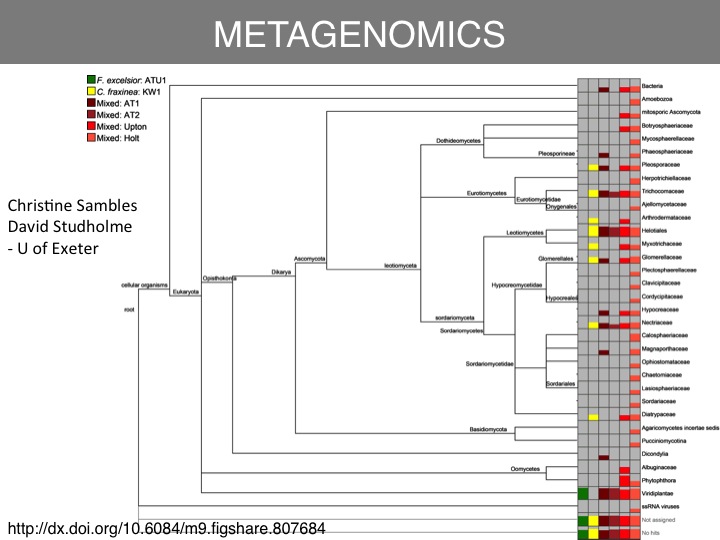 METAGENOMICS
F. excelsior: ATU1
C. fraxinea: KW1
Mixed: AT1
Mixed: AT2
Mixed: Upton
Mixed: Holt
Christine Sambles
David Studholme
- U of Exeter
root
cellular organisms
Eukaryota
Opisthokonta
Dikarya
Ascomycota
leotiomyceta
Dothideomycetes
Pleosporineae
Eurotiomycetes
Eurotiomycetidae
Onygenales
Leotiomycetes
Glomerellales
Hypocreomycetidae
Hypocreales
sordariomyceta
Sordariomycetes
Sordariomycetidae
Sordariales
Basidiomycota
Oomycetes
Bacteria
Amoebozoa
mitosporic Ascomycota
Botryosphaeriaceae
Mycosphaerellaceae
Phaeosphaeriaceae
Pleosporaceae
Herpotrichiellaceae
Trichocomaceae
Ajellomycetaceae
Arthrodermataceae
Helotiales
Myxotrichaceae
Glomerellaceae
Plectosphaerellaceae
Clavicipitaceae
Cordycipitaceae
Hypocreaceae
Nectriaceae
Calosphaeriaceae
Magnaporthaceae
Ophiostomataceae
Chaetomiaceae
Lasiosphaeriaceae
Sordariaceae
Diatrypaceae
Agaricomycetes incertae sedis
Pucciniomycotina
Dicondylia
Albuginaceae
Phytophthora
Viridiplantae
ssRNA viruses
Not assigned
No hits
http://dx.doi.org/10.6084/m9.figshare.807684